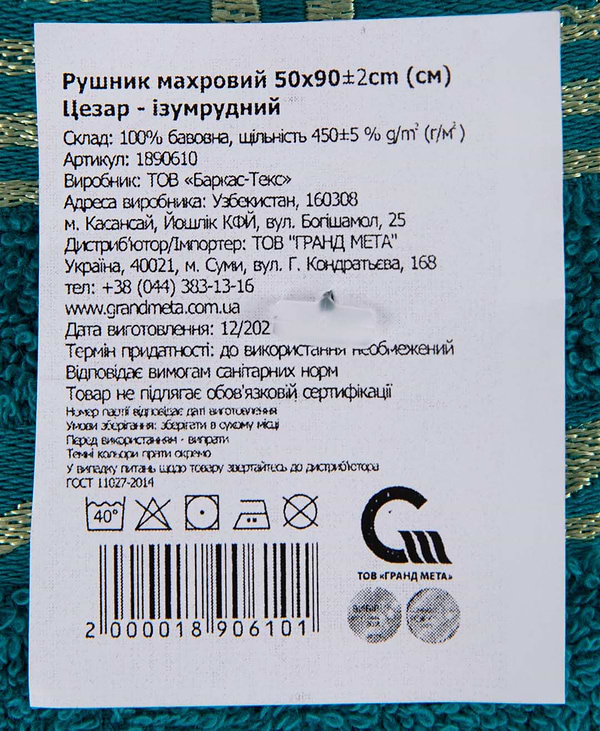 Рушник махровий 50х90±2cm (см)
Цезар - ізумрудний
Склад: 100% бавовна, щільність 450±5 % g/m² (г/м²)
Артикул: 1890610
Виробник: ТОВ «Баркас-Текс»
Адреса виробника: Узбекистан, 160308
м. Касансай, Йошлік КФЙ, вул. Богішамол, 25
Дистриб'ютор/Імпортер: ТОВ "ГРАНД МЕТА"
Україна, 40021, м. Суми, вул. Г. Кондратьєва, 168
тел: +38 (044) 383-13-16
www.grandmeta.com.ua
Дата виготовлення: 12/202
Термін придатності: до використання необмежений
Відповідає вимогам санітарних норм
Товар не підлягає обов'язковій сертифікації
Номер партії відповідає даті виготовлення
Умови зберігання: зберігати в сухому місці
Перед використанням - випрати
Темні кольори прати окремо
У випадку питань щодо товару звертайтесь до дистриб'ютора
ГОСТ 11027-2014
40°
ТОВ «ГРАНД МЕТА»
2 000018 906101